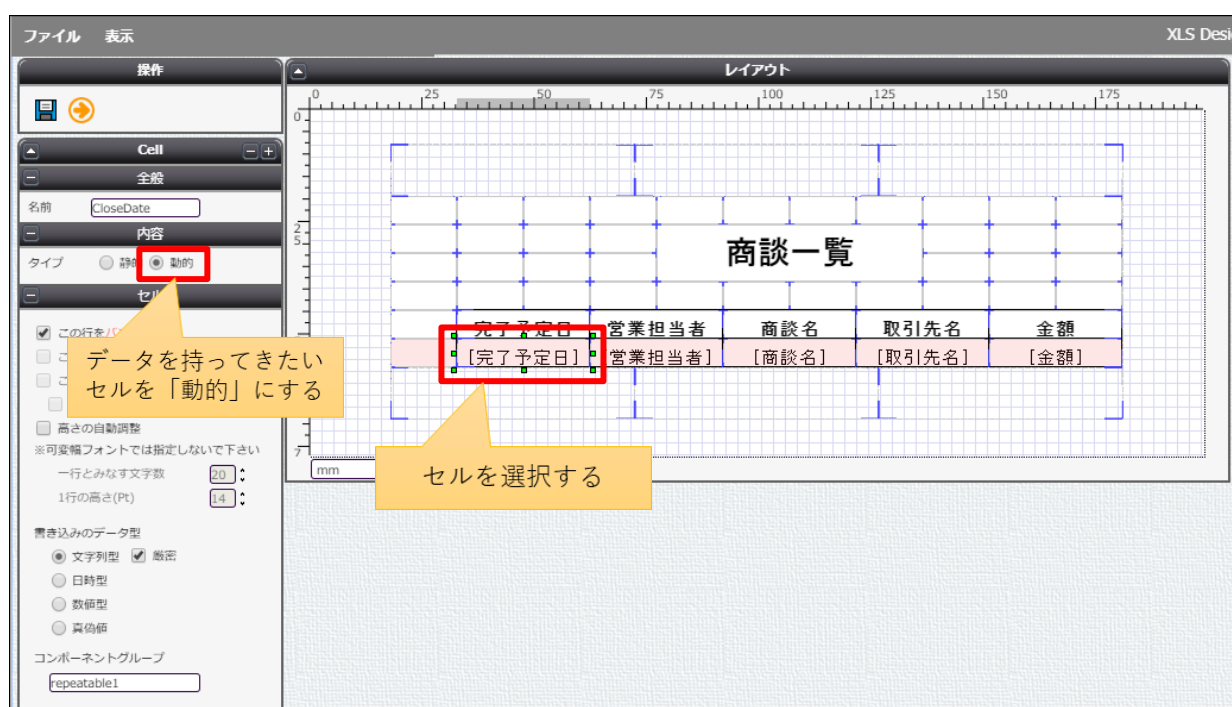 ファイル 表示
XLS Desi
操作
レイアウト
0 25 50 75 100 125 150 175
0
Cell
全般
名前 CloseDate
内容
25
タイプ 静的 動的
商談一覧
この行を
完了予定日 営業担当者 商談名 取引先名 金額
[完了予定日] [営業担当者] [商談名] [取引先名] [金額]
データを持ってきたい
セルを「動的」にする
高さの自動調整
※可変幅フォントでは指定しないで下さい
7
mm
一行とみなす文字数 20
セルを選択する
1行の高さ(Pt) 14
書き込みのデータ型
文字列型 厳密
日時型
数値型
真偽値
コンポーネントグループ
repeatable1